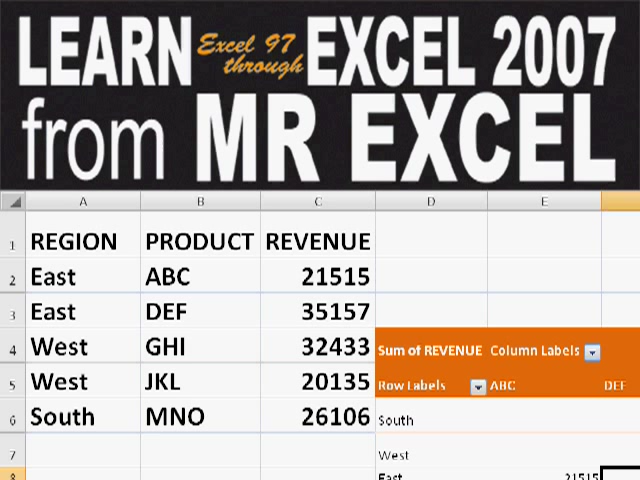 LEARN Excel 97 through EXCEL 2007
from MR EXCEL
A B C D E
1 REGION PRODUCT REVENUE
2 East ABC 21515
3 East DEF 35157
4 West GHI 32433 Sum of REVENUE Column Labels
5 West JKL 20135 Row Labels ABC DEF
6 South MNO 26106 South
7 West
8 East 21515